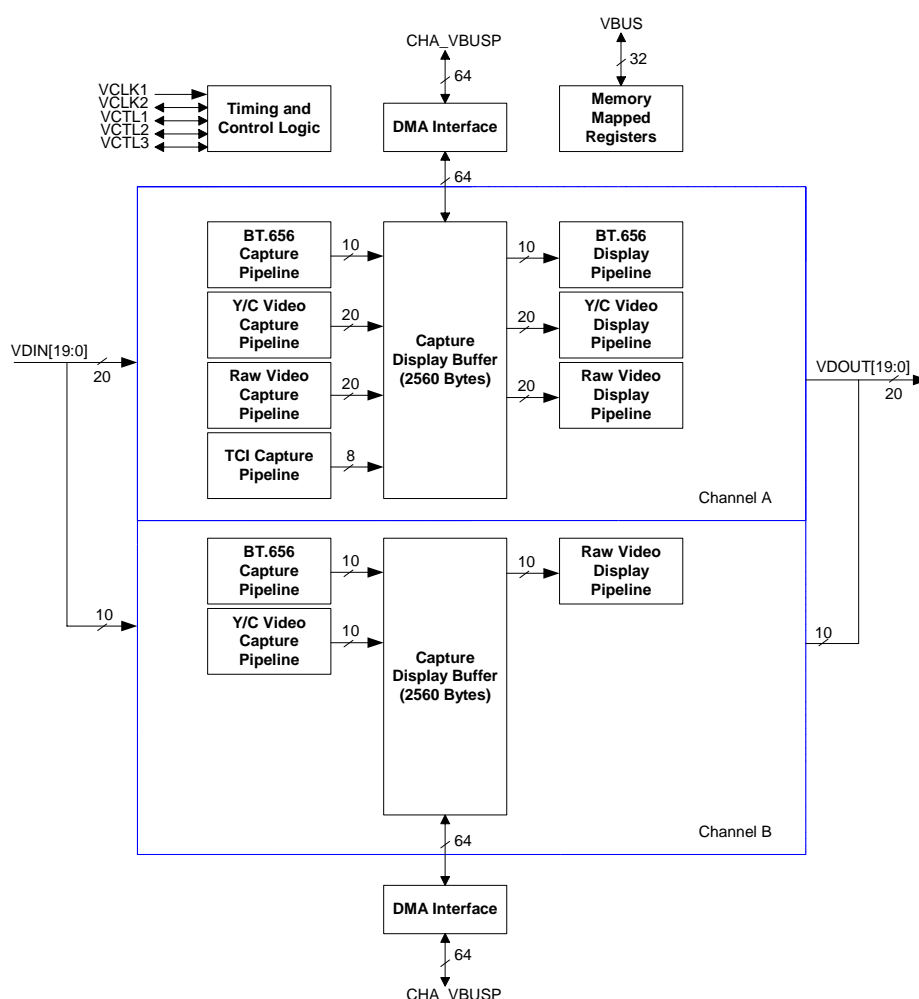 CHA_VBUSP
64
VBUS
32
VCLK1
VCLK2
VCTL1
VCTL2
VCTL3
Timing and
Control Logic
DMA Interface
Memory
Mapped
Registers
64
BT.656
Capture
Pipeline
10
Y/C Video
Capture
Pipeline
20
Raw Video
Capture
Pipeline
20
TCI Capture
Pipeline
8
Capture
Display Buffer
(2560 Bytes)
10
BT.656
Display
Pipeline
20
Y/C Video
Display
Pipeline
20
Raw Video
Display
Pipeline
Channel A
VDIN[19:0]
20
VDOUT[19:0]
20
10
BT.656
Capture
Pipeline
10
Y/C Video
Capture
Pipeline
10
Capture
Display Buffer
(2560 Bytes)
10
Raw Video
Display
Pipeline
10
Channel B
64
DMA Interface
64
CHA_VBUSP